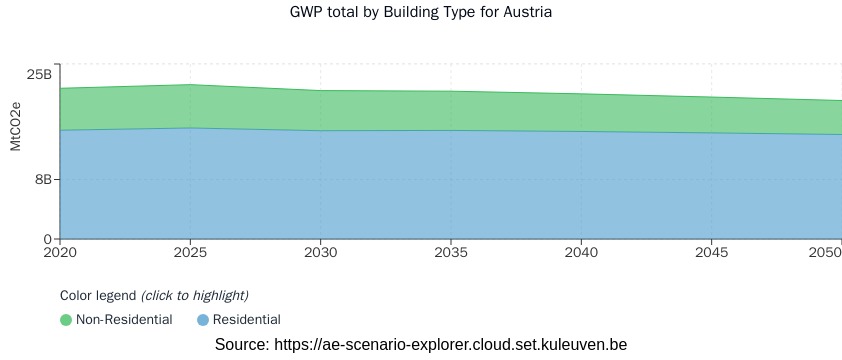 GWP total by Building Type for Austria
25B
MtCO2e
8B
0
2020 2025 2030 2035 2040 2045 2050
Color legend (click to highlight)
Non-Residential Residential
Source: https://ae-scenario-explorer.cloud.set.kuleuven.be